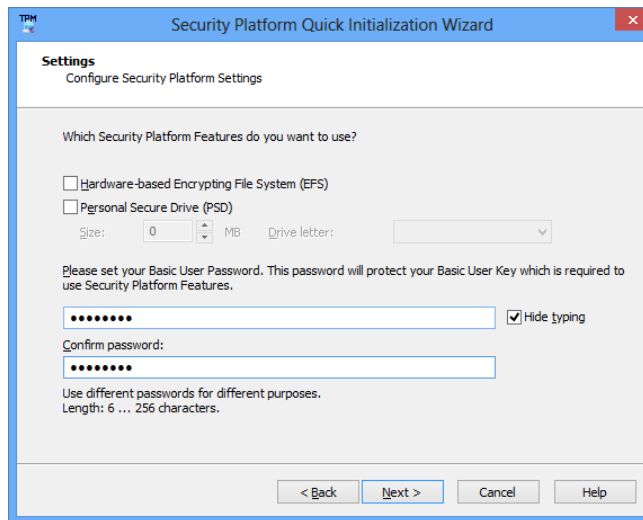 TPM
Security Platform Quick Initialization Wizard
Settings
Configure Security Platform Settings
Which Security Platform Features do you want to use?
Hardware-based Encrypting File System (EFS)
Personal Secure Drive (PSD)
Size: 0 MB Drive letter:
Please set your Basic User Password. This password will protect your Basic User Key which is required to
use Security Platform Features.
●●●●●●●● Hide typing
Confirm password:
●●●●●●●●
Use different passwords for different purposes.
Length: 6 ... 256 characters.
< Back Next > Cancel Help